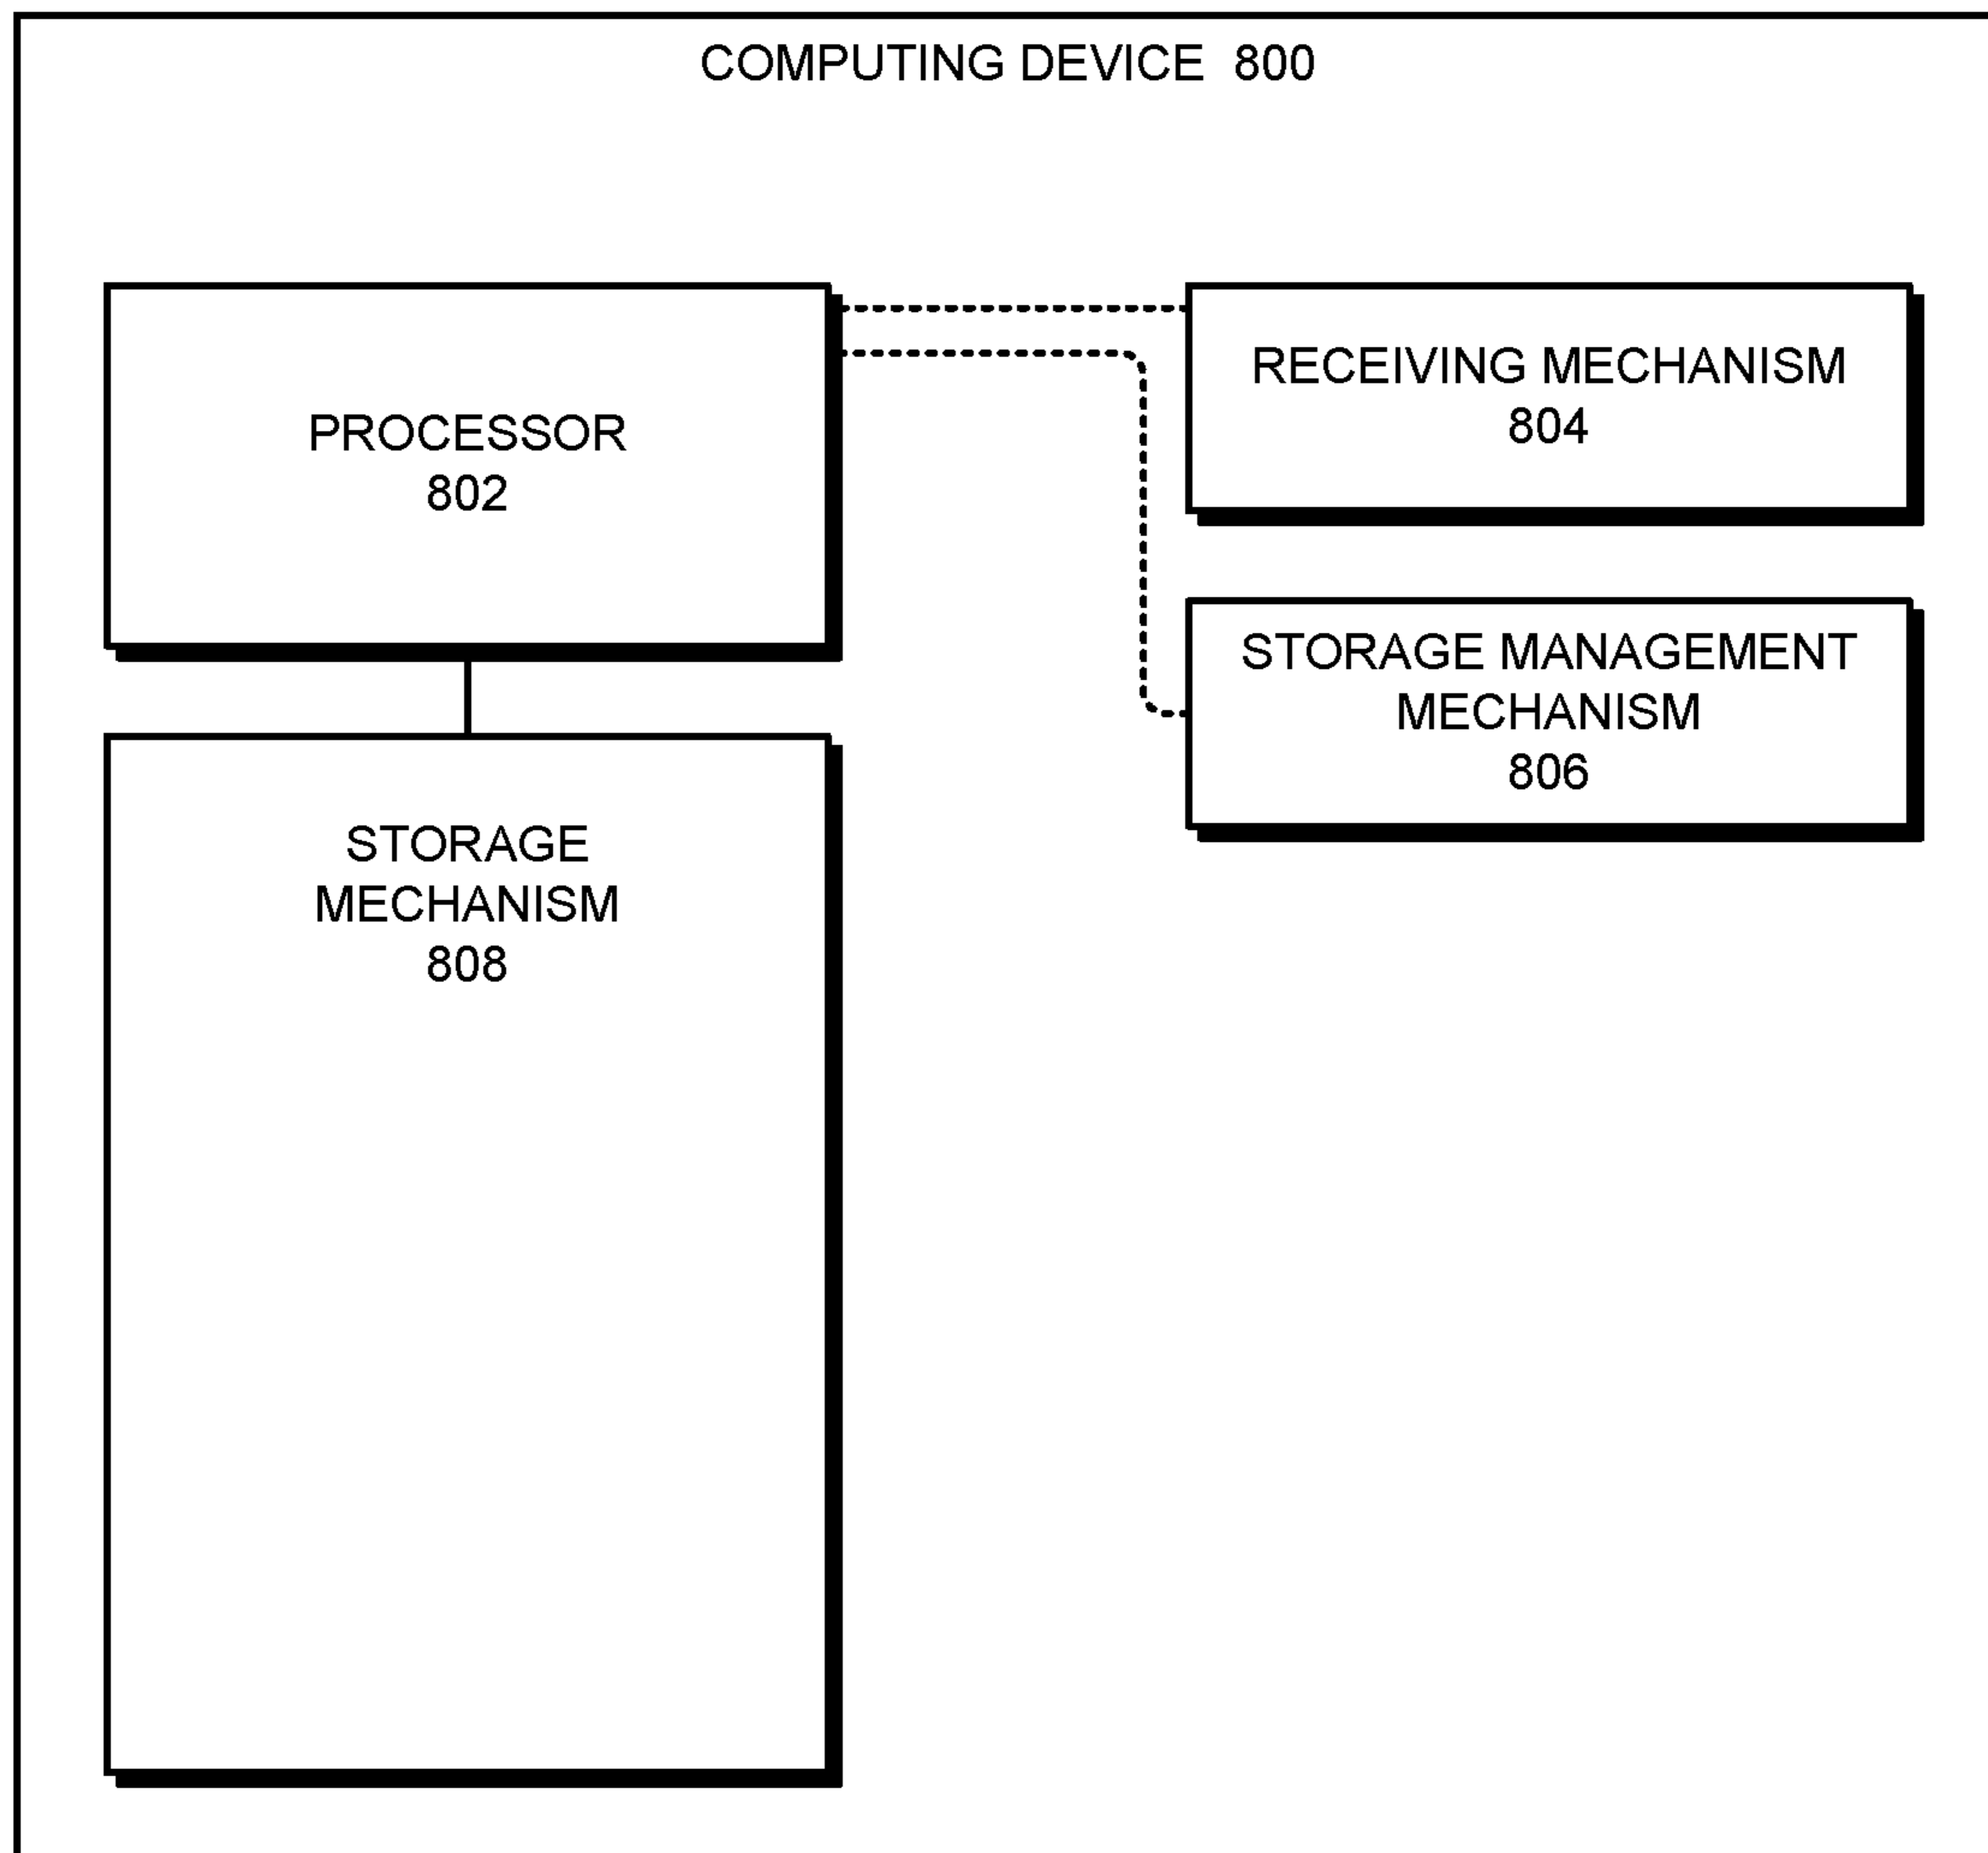 COMPUTING DEVICE 800
PROCESSOR
802
RECEIVING MECHANISM
804
STORAGE MANAGEMENT
MECHANISM
806
STORAGE
MECHANISM
808